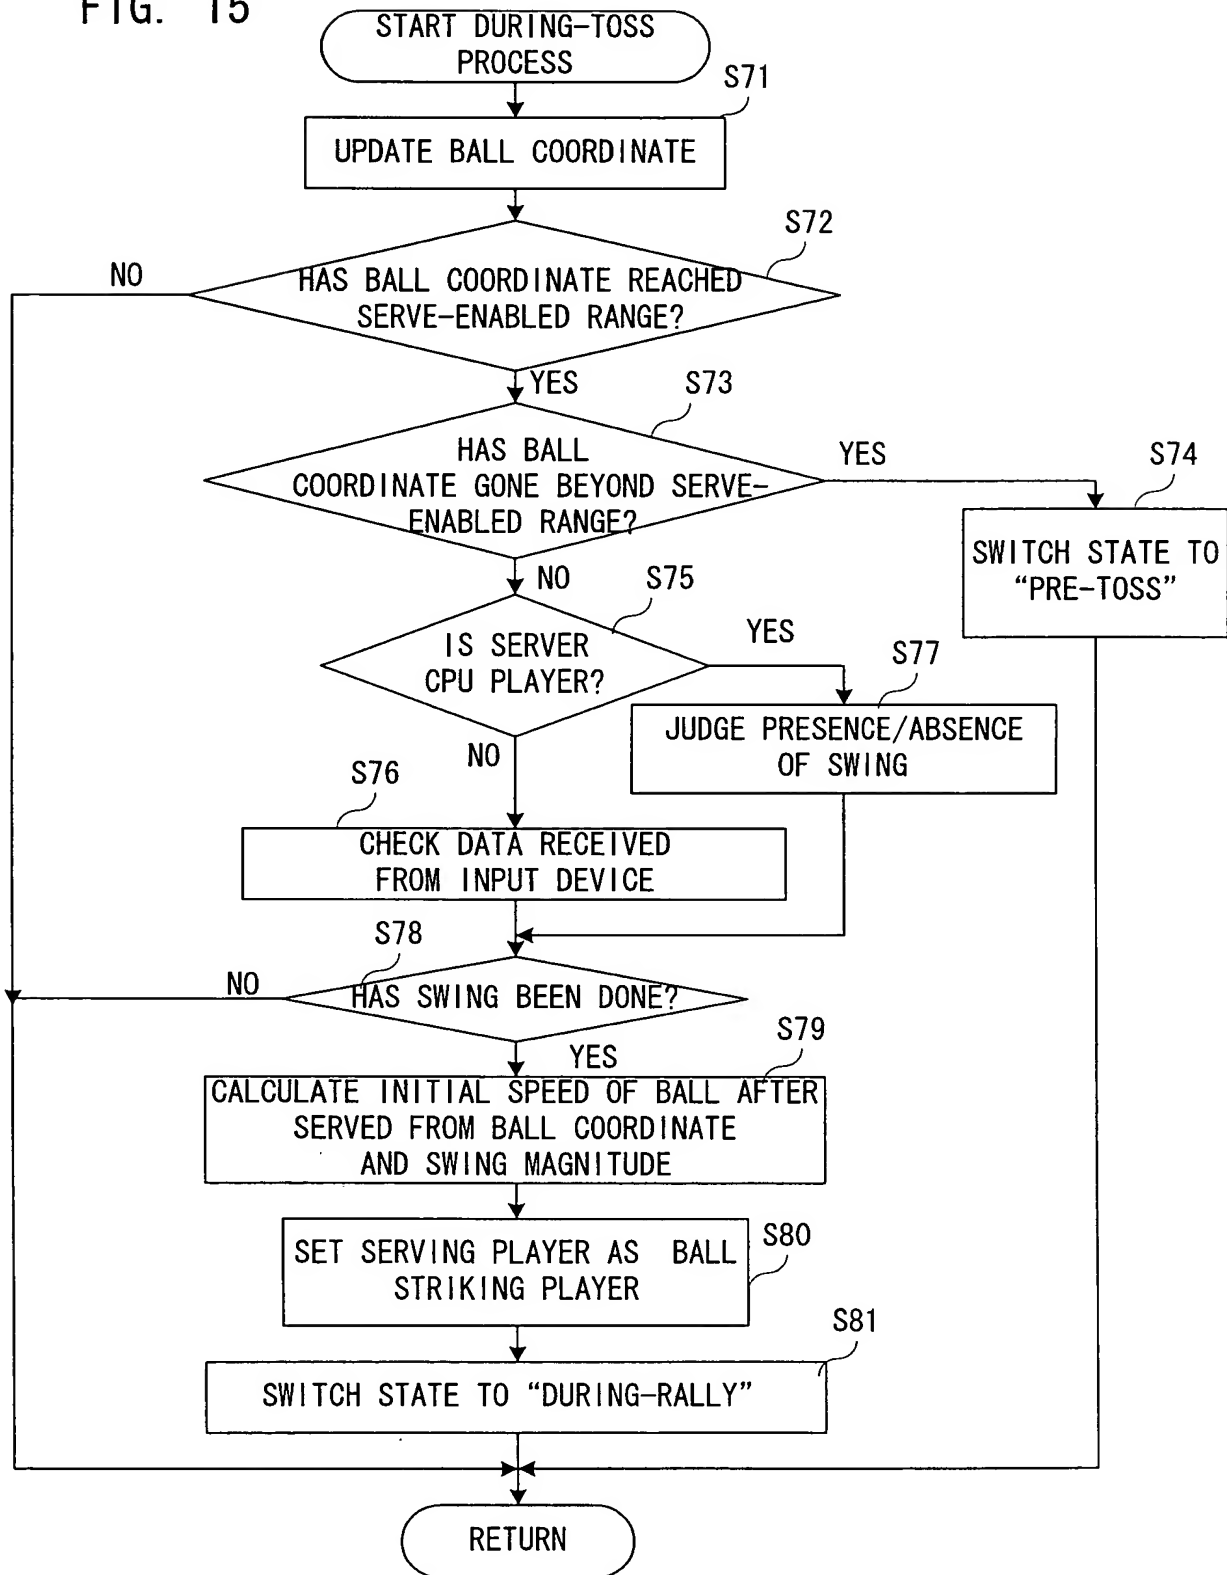 FIG. 15
START DURING-TOSS
PROCESS
S71
UPDATE BALL COORDINATE
S72
NO
HAS BALL COORDINATE REACHED
SERVE-ENABLED RANGE?
YES
S73
HAS BALL
COORDINATE GONE BEYOND SERVE-
ENABLED RANGE?
YES
S74
SWITCH STATE TO
“PRE-TOSS”
NO
S75
IS SERVER
CPU PLAYER?
YES
S77
JUDGE PRESENCE/ABSENCE
OF SWING
NO
S76
CHECK DATA RECEIVED
FROM INPUT DEVICE
S78
NO
HAS SWING BEEN DONE?
YES
S79
CALCULATE INITIAL SPEED OF BALL AFTER
SERVED FROM BALL COORDINATE
AND SWING MAGNITUDE
S80
SET SERVING PLAYER AS BALL
STRIKING PLAYER
S81
SWITCH STATE TO “DURING-RALLY”
RETURN